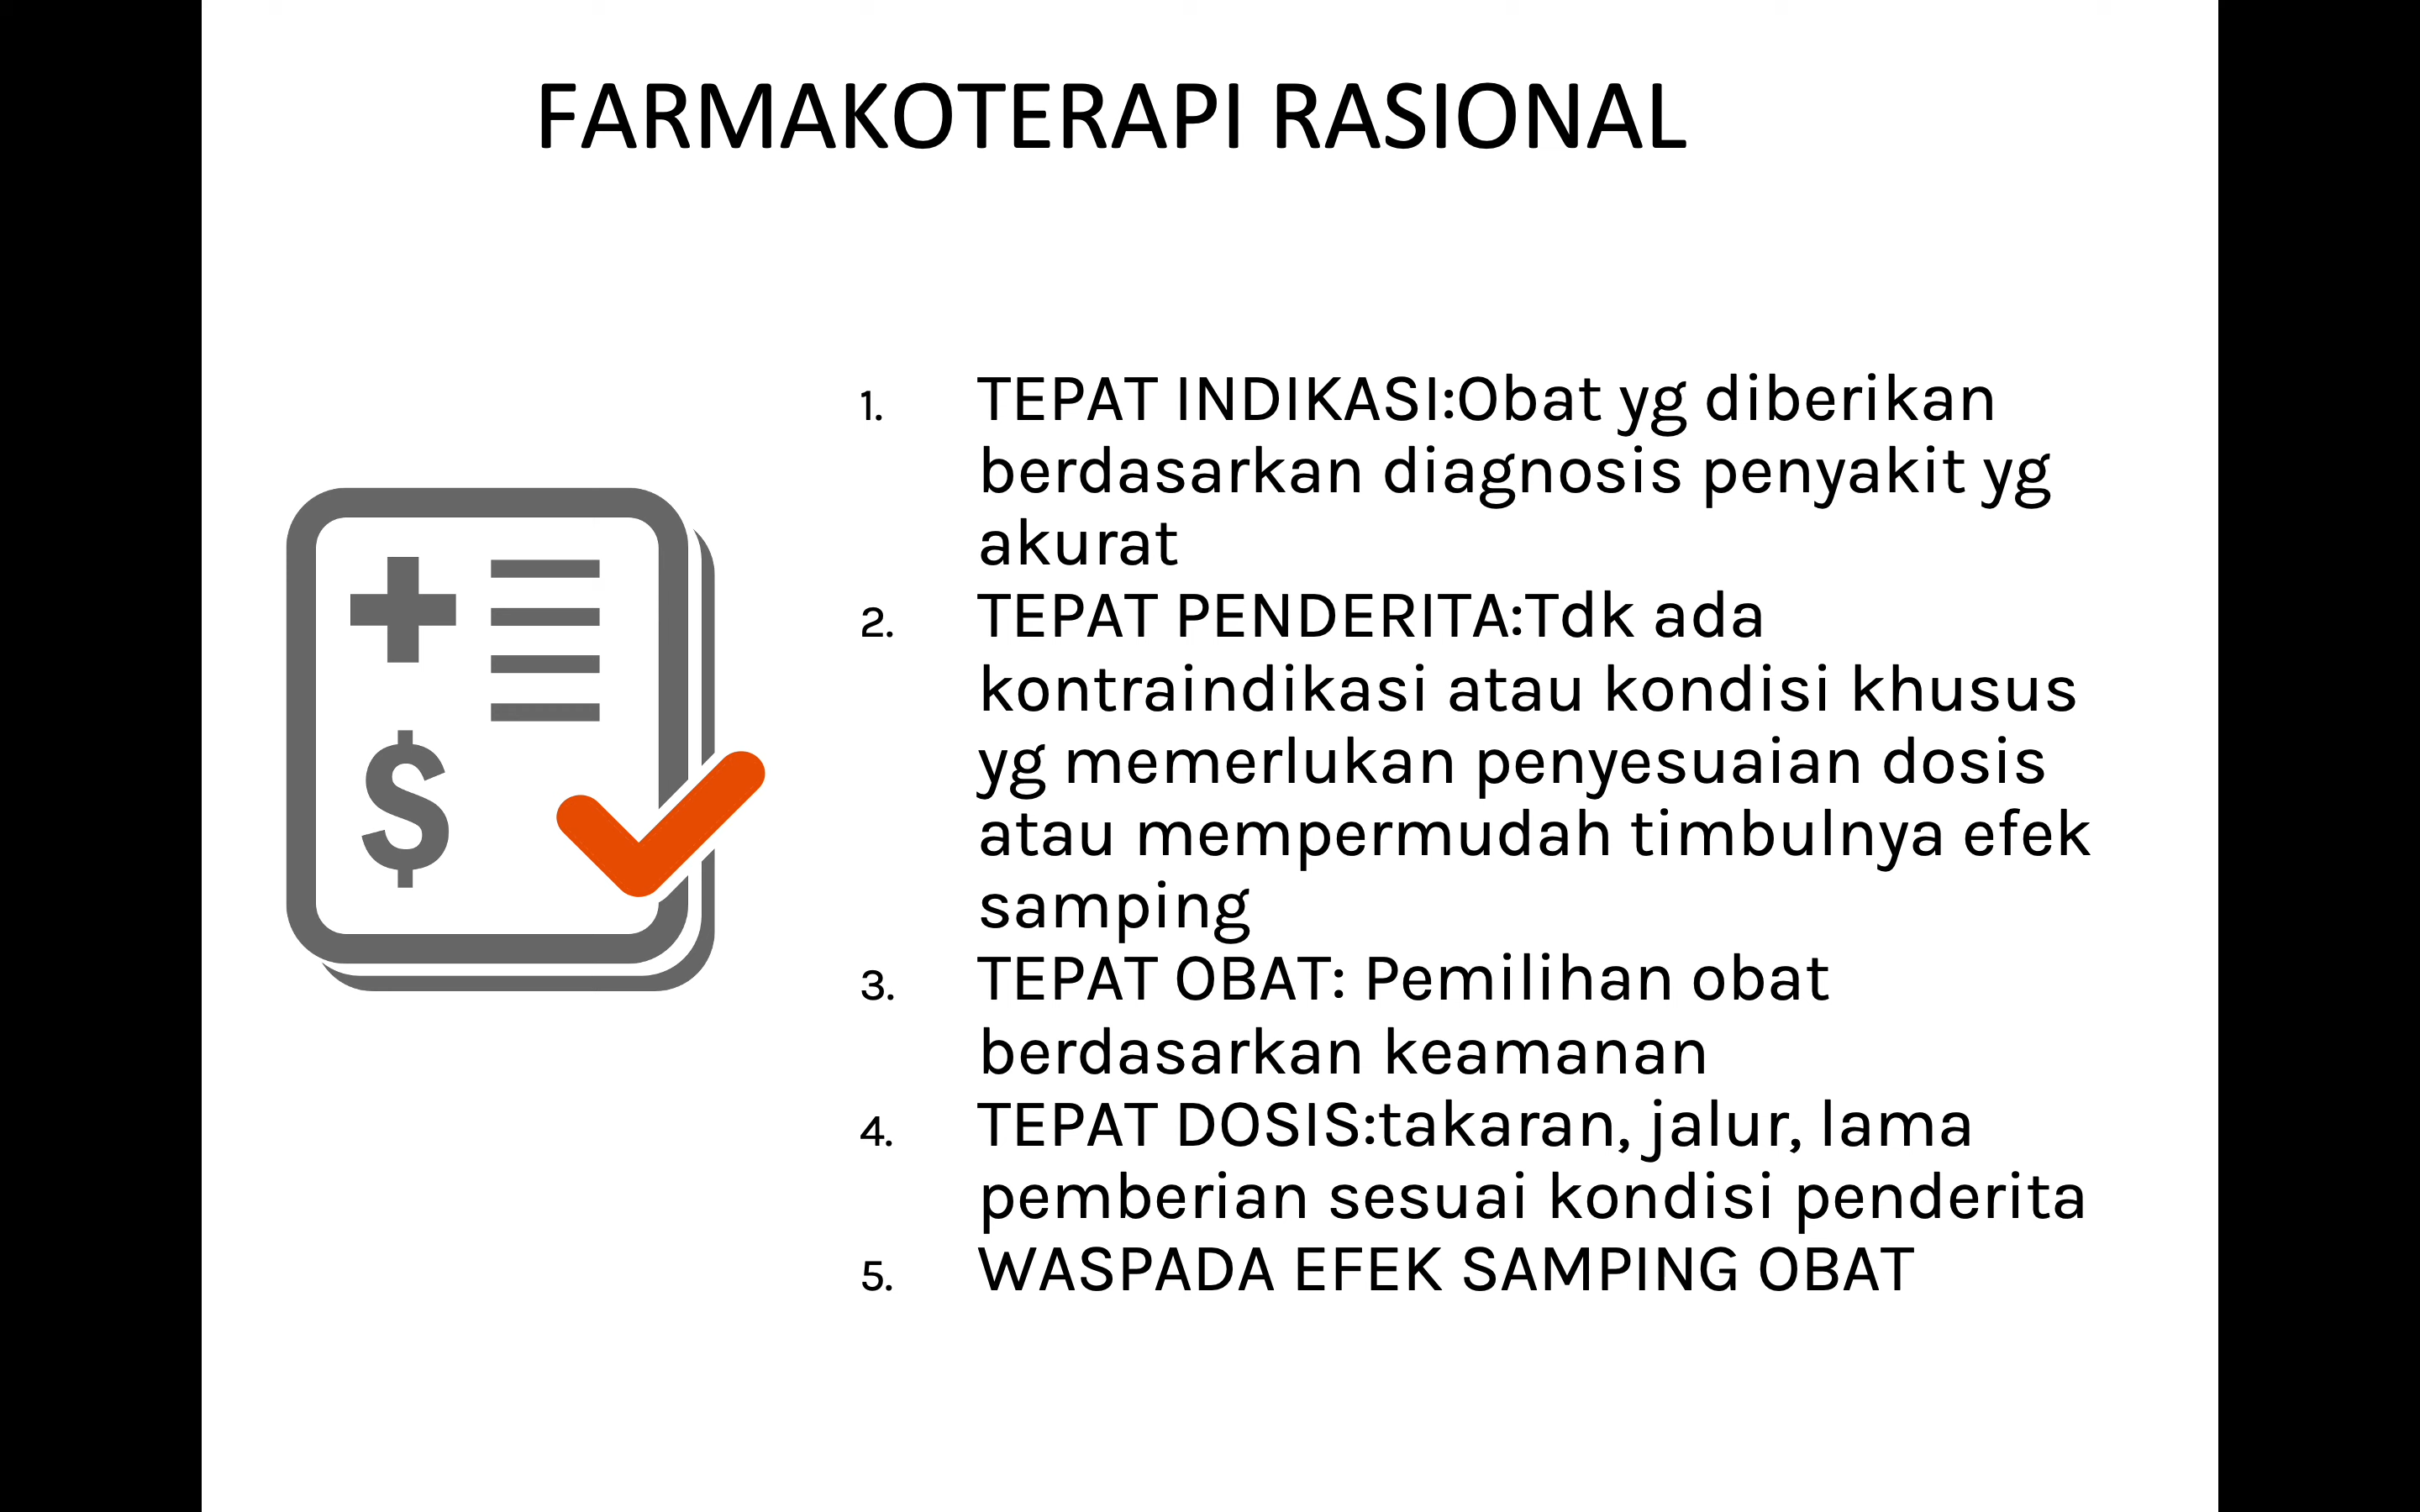 FARMAKOTERAPI RASIONAL
1. TEPAT INDIKASI:Obat yg diberikan
berdasarkan diagnosis penyakit yg
akurat
2. TEPAT PENDERITA:Tdk ada
kontraindikasi atau kondisi khusus
yg memerlukan penyesuaian dosis
atau mempermudah timbulnya efek
samping
3. TEPAT OBAT: Pemilihan obat
berdasarkan keamanan
4. TEPAT DOSIS:takaran, jalur, lama
pemberian sesuai kondisi penderita
5. WASPADA EFEK SAMPING OBAT
$